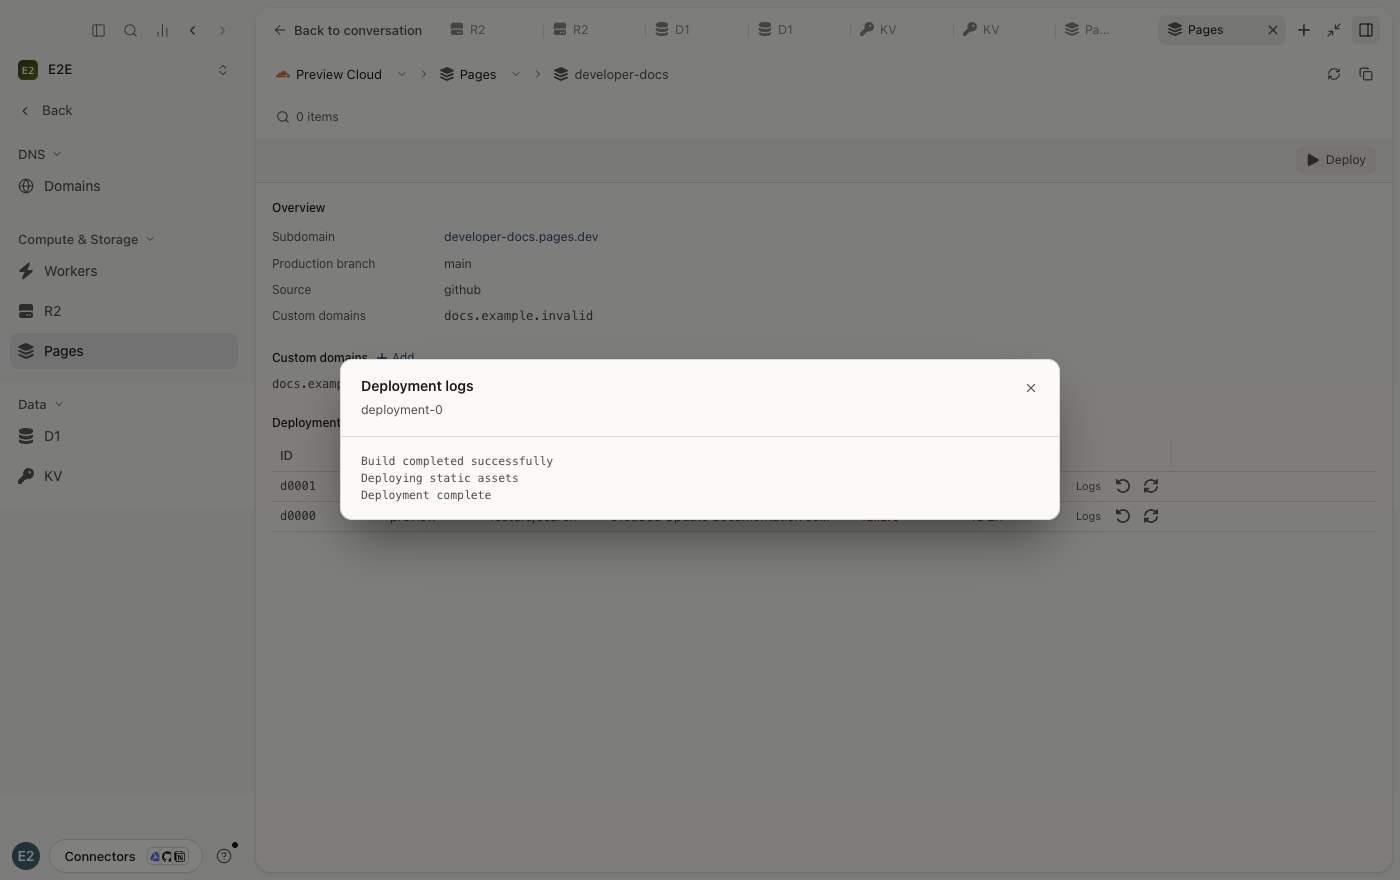 Back to conversation
R2
R2
D1
D1
KV
KV
Pa...
Pages
E2 E2E
Preview Cloud
Pages
developer-docs
Back
0 items
DNS
Deploy
Domains
Overview
Subdomain developer-docs.pages.dev
Compute & Storage
Production branch main
Workers
Source github
R2
Custom domains docs.example.invalid
Pages
Custom domains + Add
docs.examp
Deployment logs
deployment-0
Data
Deployment
D1
ID
Build completed successfully
Deploying static assets
Deployment complete
KV
d0001
Logs
d0000
Logs
E2
Connectors